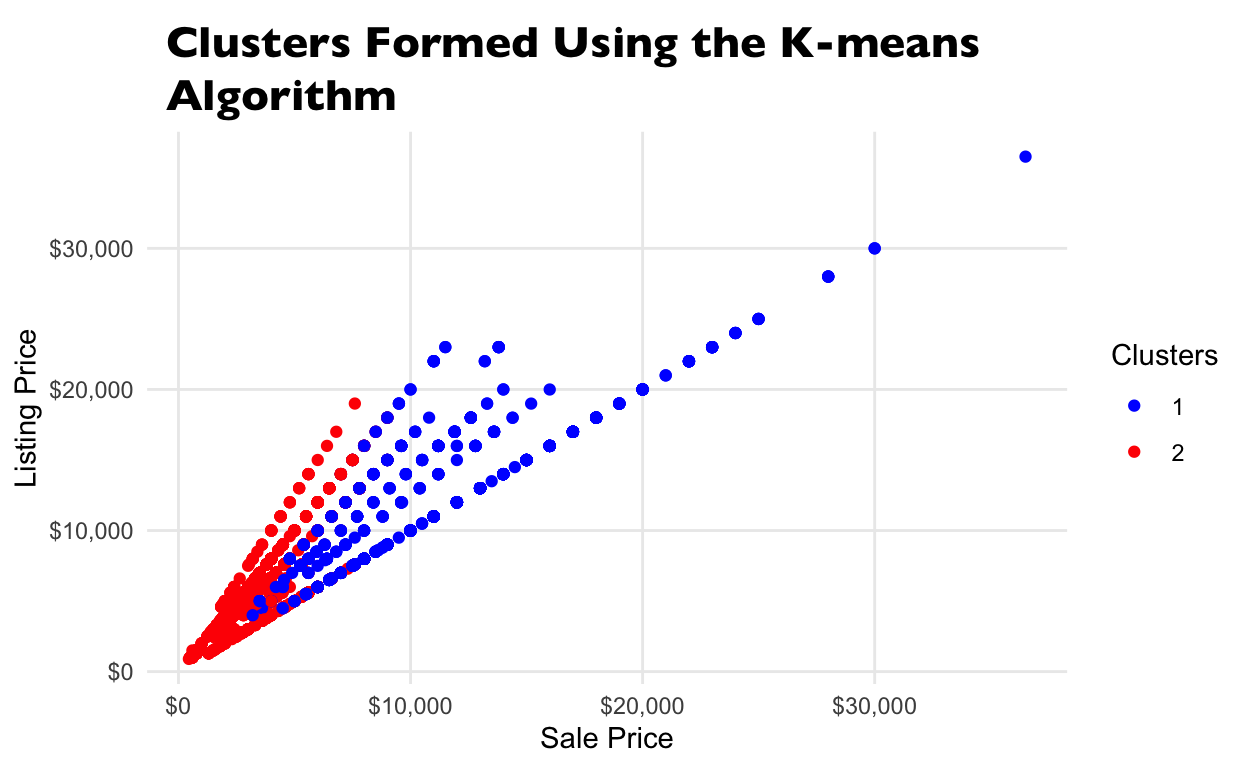 Clusters Formed Using the K-means
Algorithm
Listing Price
$30,000
$20,000
$10,000
$0
$0
$10,000
$20,000
$30,000
Sale Price
Clusters
1
2